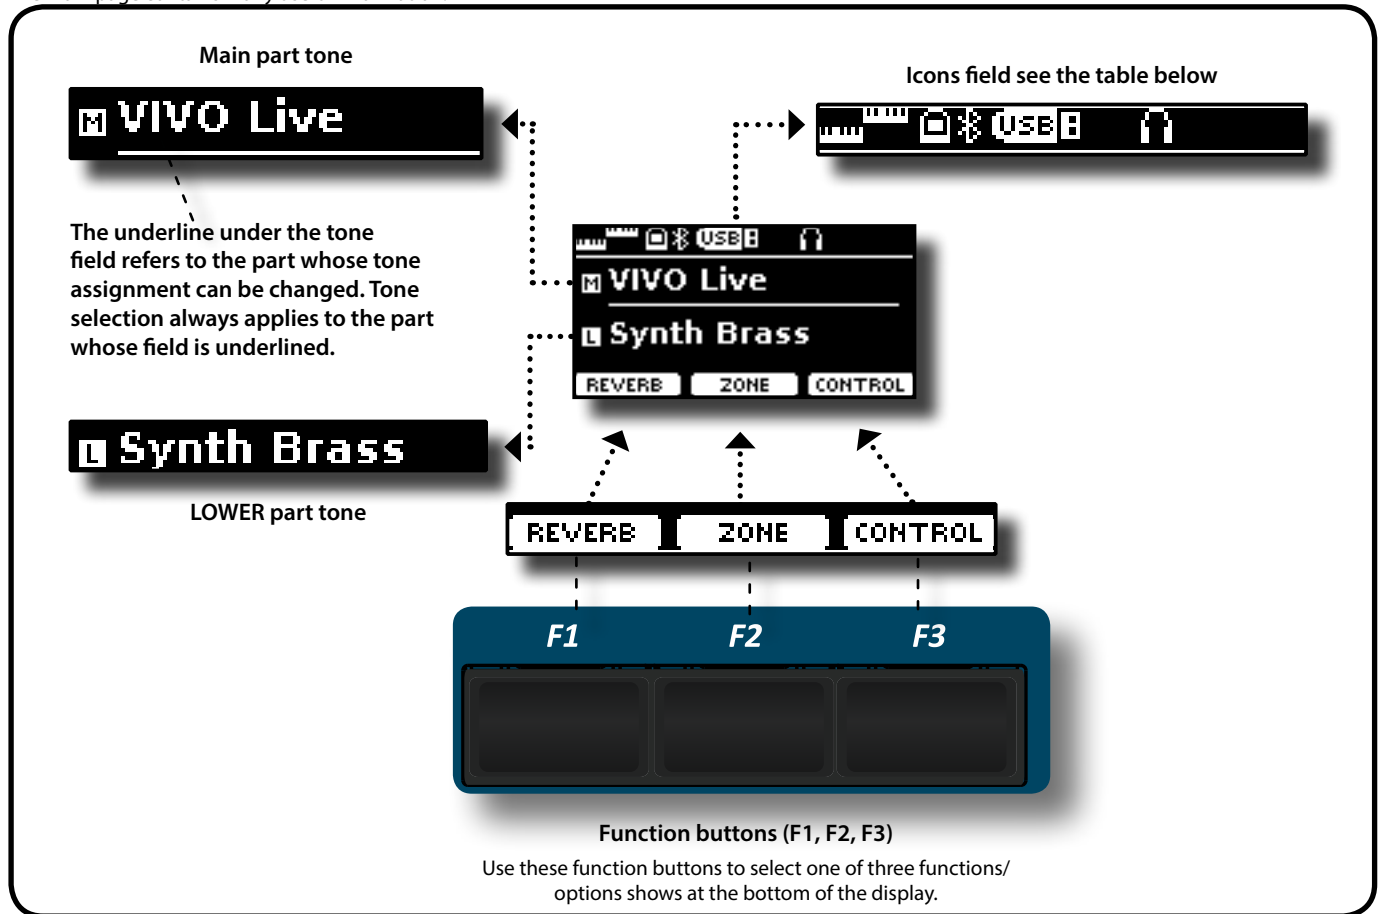 Main part tone
M VIVO Live
The underline under the tone
field refers to the part whose tone
assignment can be changed. Tone
selection always applies to the part
whose field is underlined.
L Synth Brass
LOWER part tone
Icons field see the table below
USB
USB
M VIVO Live
L Synth Brass
REVERB ZONE CONTROL
REVERB ZONE CONTROL
F1 F2 F3
Function buttons (F1, F2, F3)
Use these function buttons to select one of three functions/
options shows at the bottom of the display.